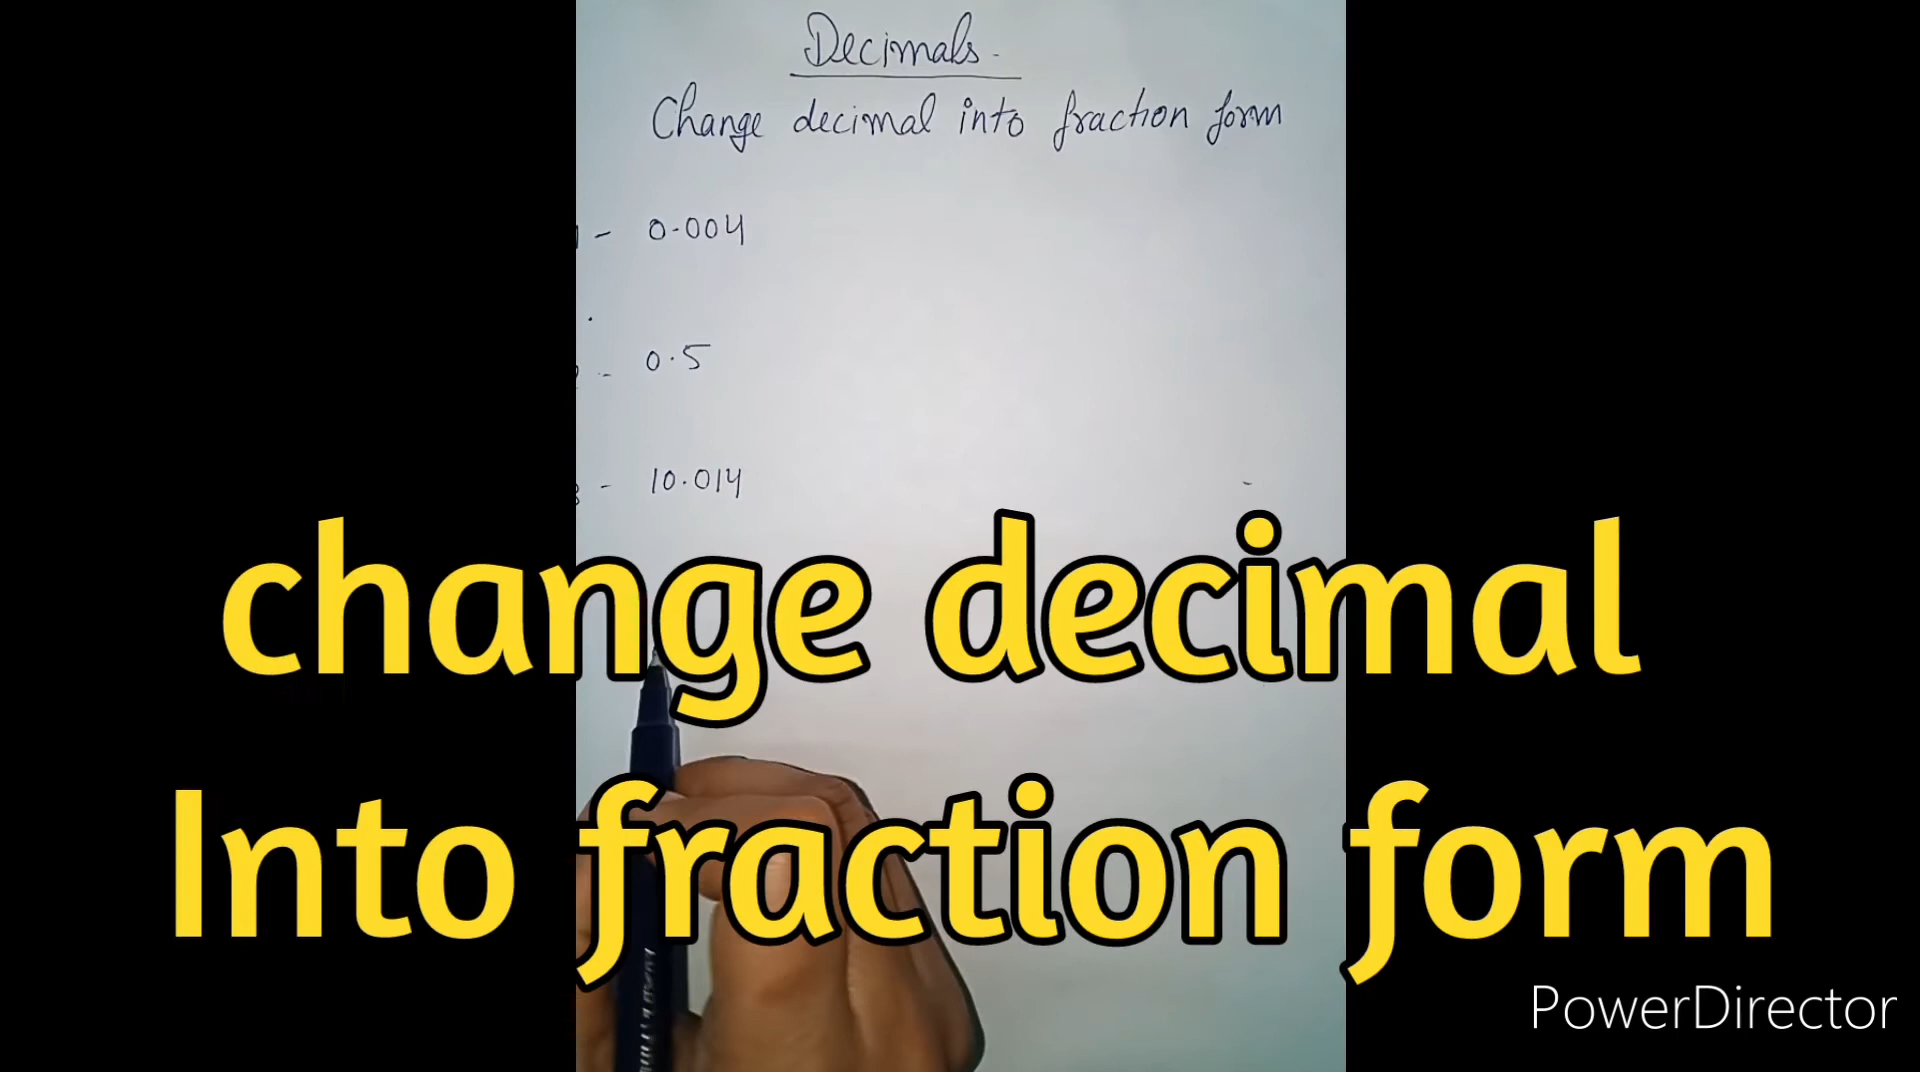 Decimals -
Change decimal into fraction form
- 0.004
- 0.5
- 10.014
change decimal
Into fraction form
PowerDirector